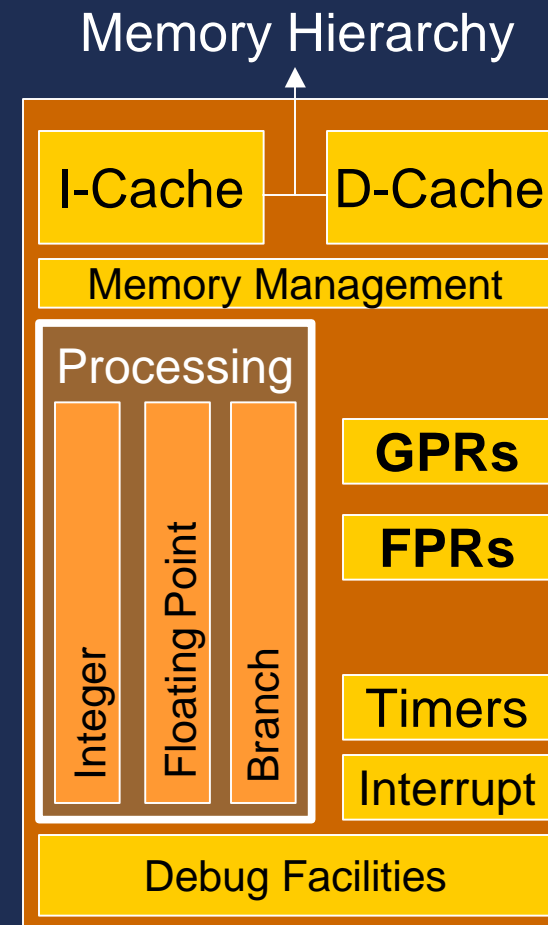 Memory Hierarchy
I-Cache
D-Cache
Memory Management
Processing
Integer
Floating Point
Branch
GPRs
FPRs
Timers
Interrupt
Debug Facilities